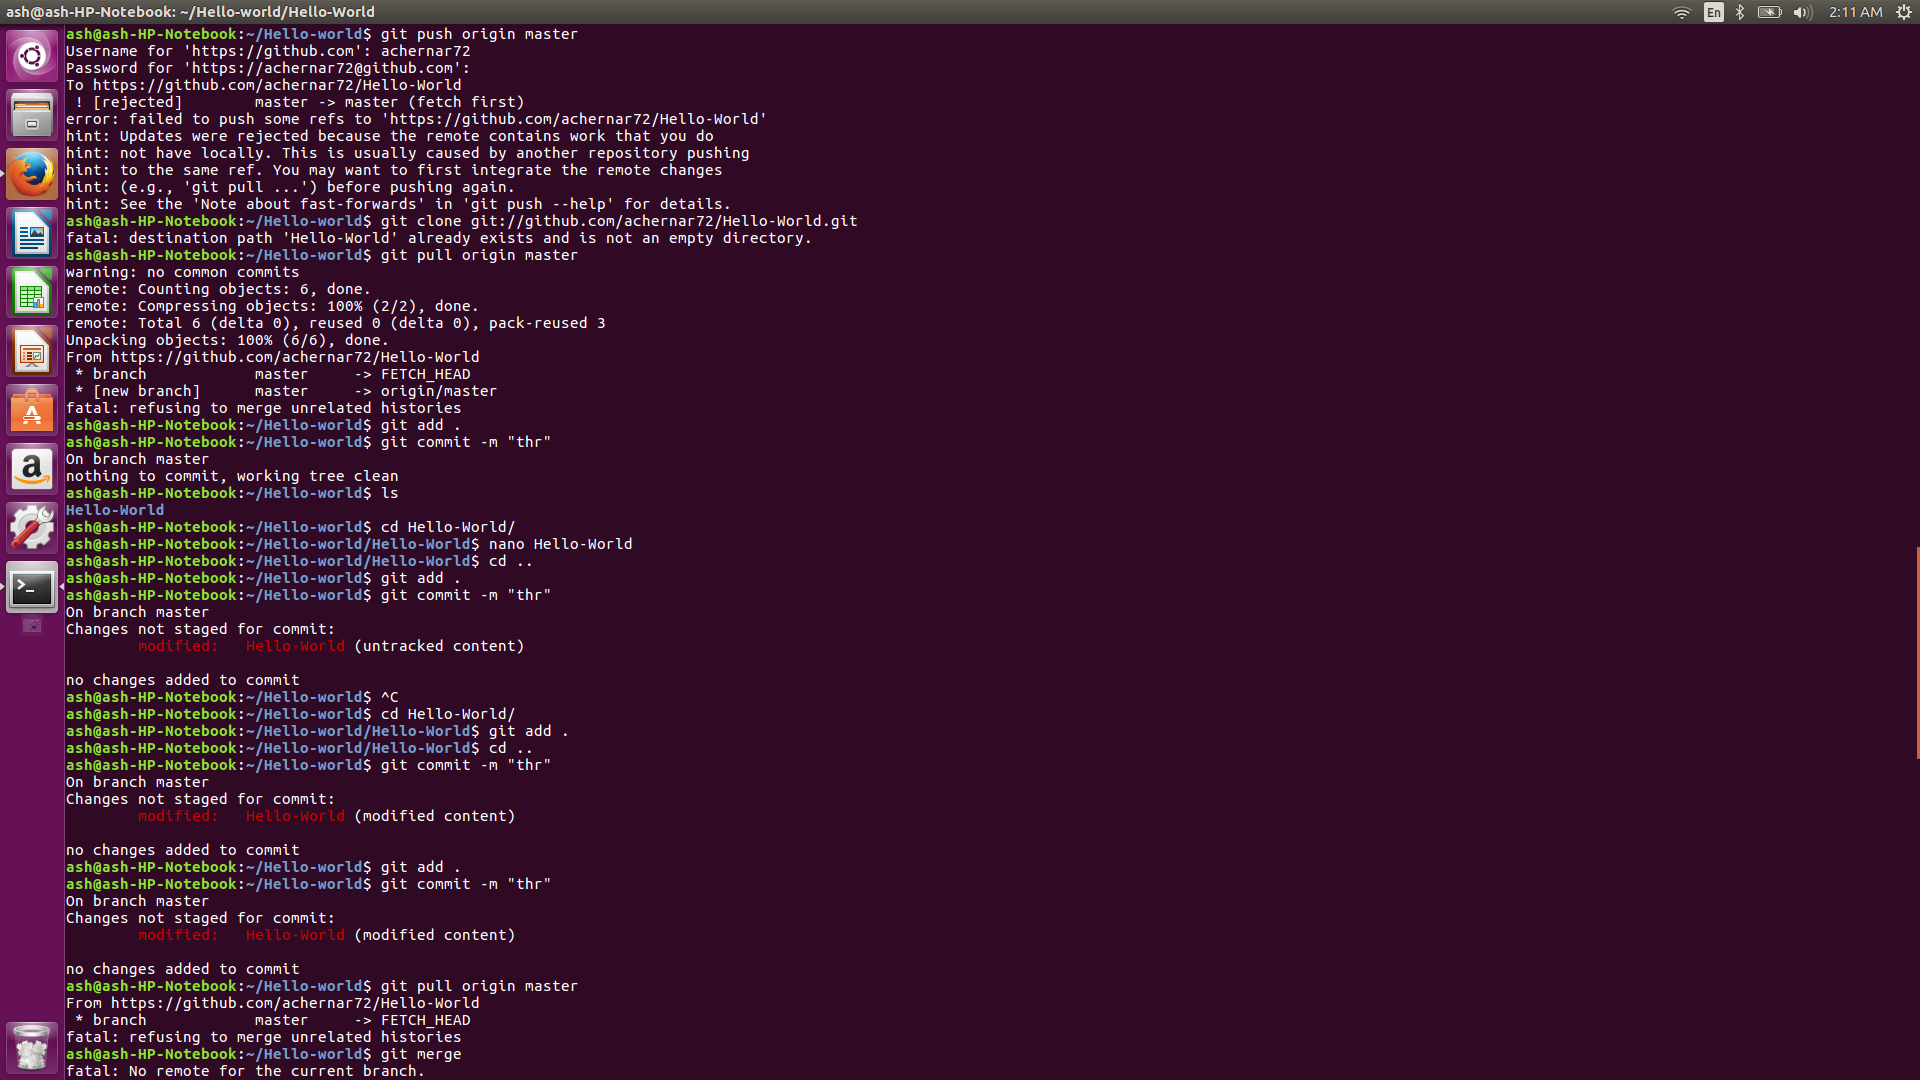 ash@ash-HP-Notebook: ~/Hello-world/Hello-World
En
2:11 AM
ash@ash-HP-Notebook:~/Hello-world$ git push origin master
Username for 'https://github.com': achernar72
Password for 'https://achernar72@github.com':
To https://github.com/achernar72/Hello-World
 ! [rejected]        master -> master (fetch first)
error: failed to push some refs to 'https://github.com/achernar72/Hello-World'
hint: Updates were rejected because the remote contains work that you do
hint: not have locally. This is usually caused by another repository pushing
hint: to the same ref. You may want to first integrate the remote changes
hint: (e.g., 'git pull ...') before pushing again.
hint: See the 'Note about fast-forwards' in 'git push --help' for details.
ash@ash-HP-Notebook:~/Hello-world$ git clone git://github.com/achernar72/Hello-World.git
fatal: destination path 'Hello-World' already exists and is not an empty directory.
ash@ash-HP-Notebook:~/Hello-world$ git pull origin master
warning: no common commits
remote: Counting objects: 6, done.
remote: Compressing objects: 100% (2/2), done.
remote: Total 6 (delta 0), reused 0 (delta 0), pack-reused 3
Unpacking objects: 100% (6/6), done.
From https://github.com/achernar72/Hello-World
 * branch            master     -> FETCH_HEAD
 * [new branch]      master     -> origin/master
fatal: refusing to merge unrelated histories
ash@ash-HP-Notebook:~/Hello-world$ git add .
ash@ash-HP-Notebook:~/Hello-world$ git commit -m "thr"
On branch master
nothing to commit, working tree clean
ash@ash-HP-Notebook:~/Hello-world$ ls
Hello-World
ash@ash-HP-Notebook:~/Hello-world$ cd Hello-World/
ash@ash-HP-Notebook:~/Hello-world/Hello-World$ nano Hello-World
ash@ash-HP-Notebook:~/Hello-world/Hello-World$ cd ..
ash@ash-HP-Notebook:~/Hello-world$ git add .
ash@ash-HP-Notebook:~/Hello-world$ git commit -m "thr"
On branch master
Changes not staged for commit:
        modified:   Hello-World (untracked content)

no changes added to commit
ash@ash-HP-Notebook:~/Hello-world$ ^C
ash@ash-HP-Notebook:~/Hello-world$ cd Hello-World/
ash@ash-HP-Notebook:~/Hello-world/Hello-World$ git add .
ash@ash-HP-Notebook:~/Hello-world/Hello-World$ cd ..
ash@ash-HP-Notebook:~/Hello-world$ git commit -m "thr"
On branch master
Changes not staged for commit:
        modified:   Hello-World (modified content)

no changes added to commit
ash@ash-HP-Notebook:~/Hello-world$ git add .
ash@ash-HP-Notebook:~/Hello-world$ git commit -m "thr"
On branch master
Changes not staged for commit:
        modified:   Hello-World (modified content)

no changes added to commit
ash@ash-HP-Notebook:~/Hello-world$ git pull origin master
From https://github.com/achernar72/Hello-World
 * branch            master     -> FETCH_HEAD
fatal: refusing to merge unrelated histories
ash@ash-HP-Notebook:~/Hello-world$ git merge
fatal: No remote for the current branch.